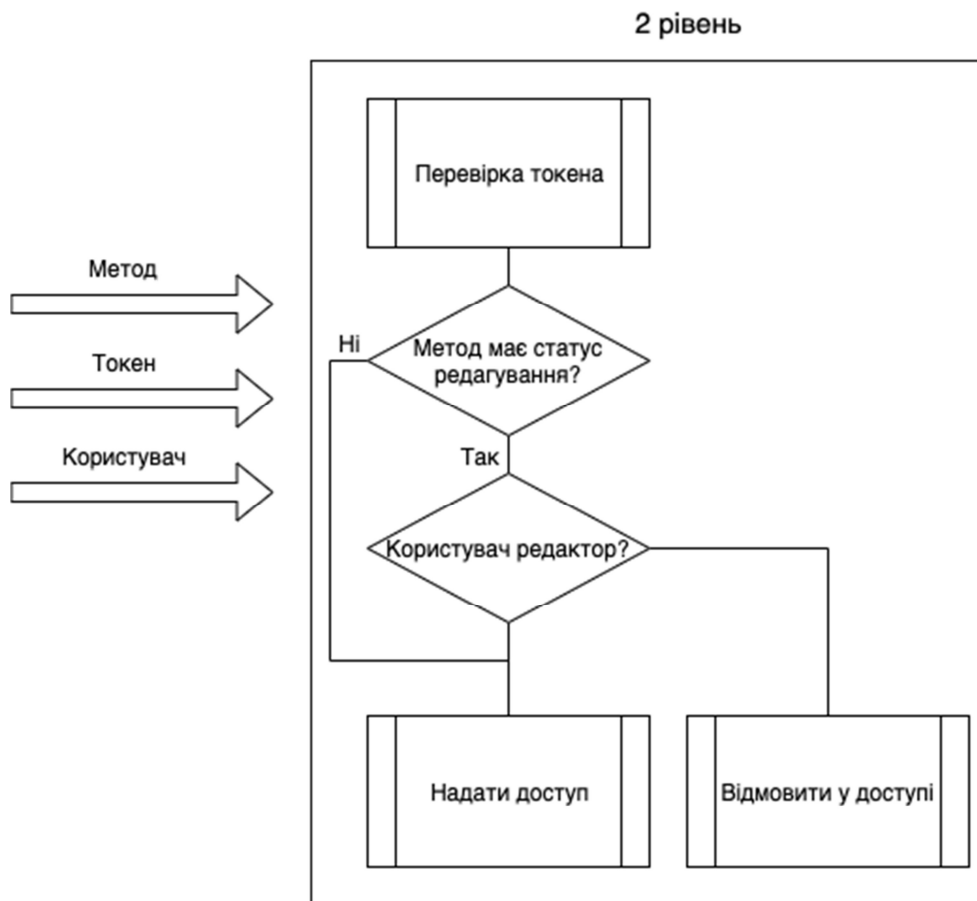 2 рівень
Перевірка токена
Метод
Токен
Користувач
Ні
Метод має статус
редагування?
Так
Користувач редактор?
Надати доступ
Відмовити у доступі